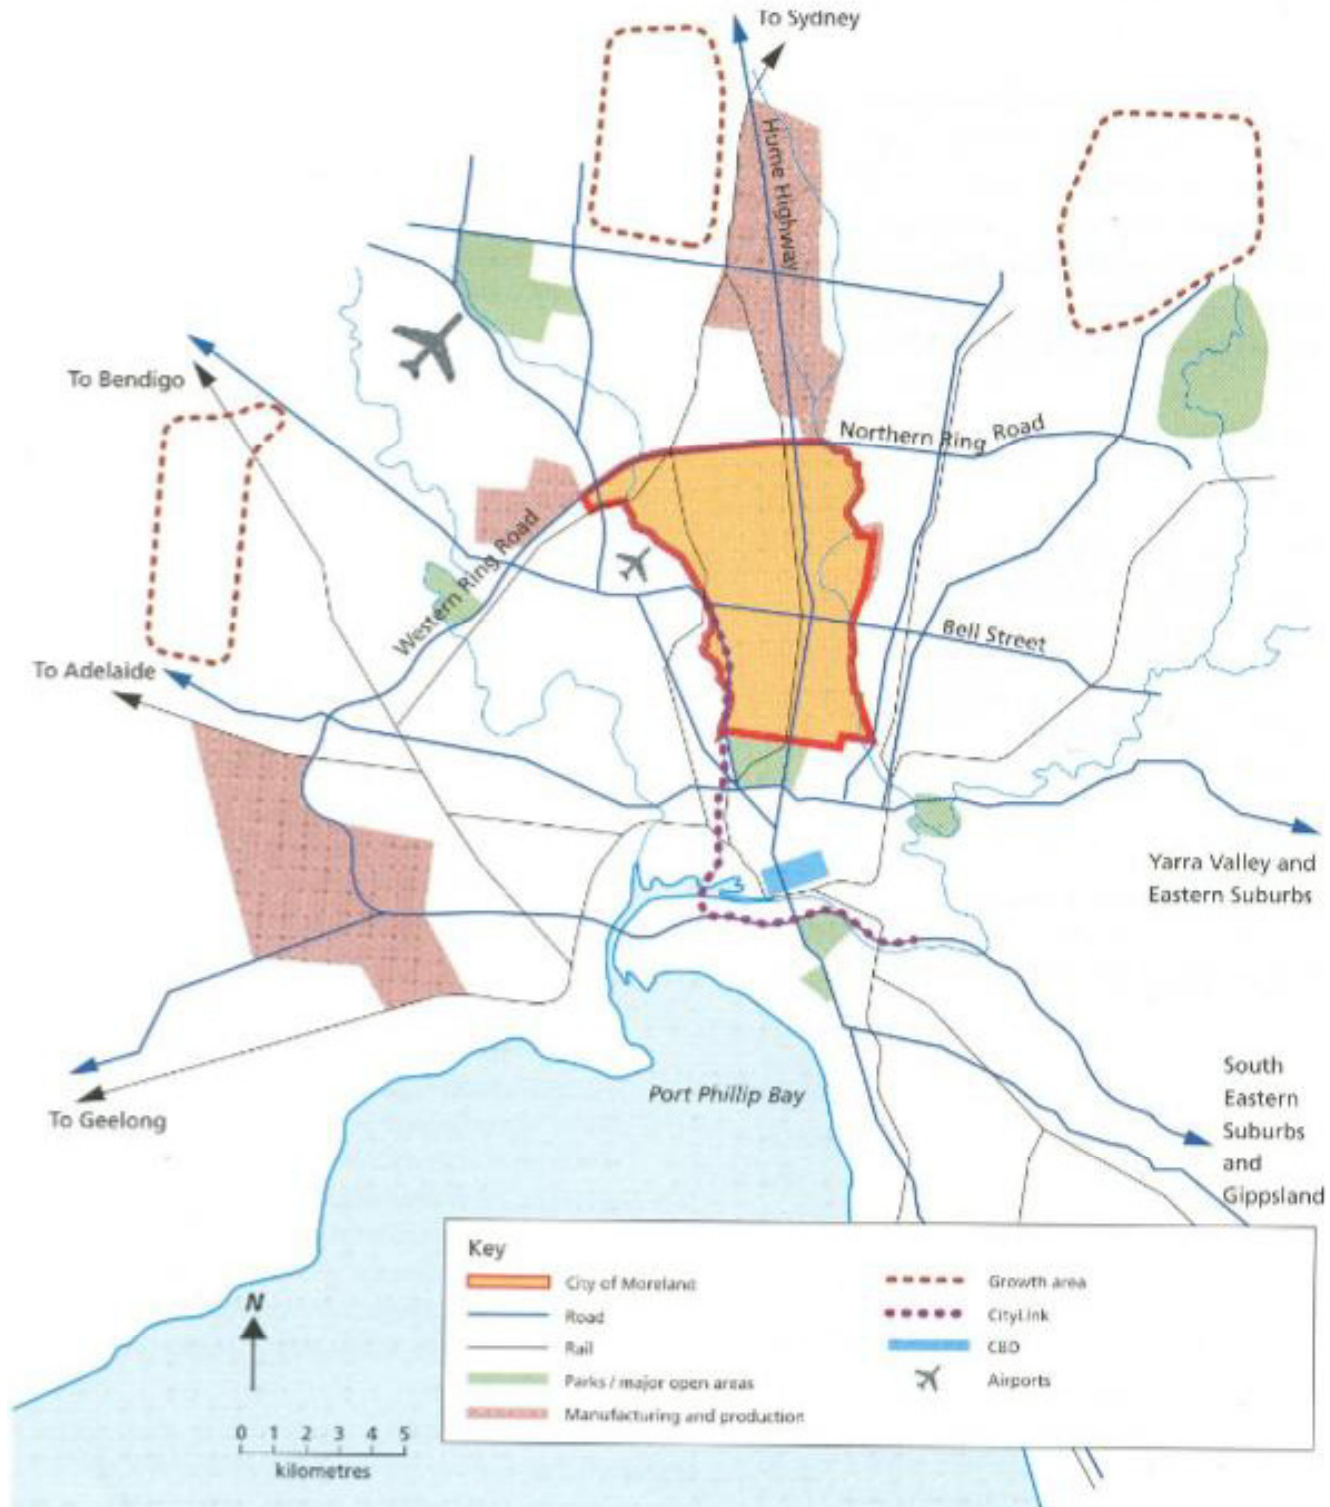 To Sydney
Hume Highway
To Bendigo
Northern Ring Road
Western Ring Road
Bell Street
To Adelaide
Yarra Valley and
Eastern Suburbs
South
Eastern
Suburbs
and
Gippsland
Port Phillip Bay
To Geelong
Key
City of Moreland
Road
Rail
Parks / major open areas
Manufacturing and production
Growth area
CityLink
CBD
Airports
N
0 1 2 3 4 5
kilometres